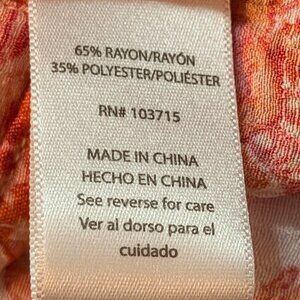 65% RAYON/RAYÓN
35% POLYESTER/POLIÉSTER
RN# 103715
MADE IN CHINA
HECHO EN CHINA
See reverse for care
Ver al dorso para el
cuidado